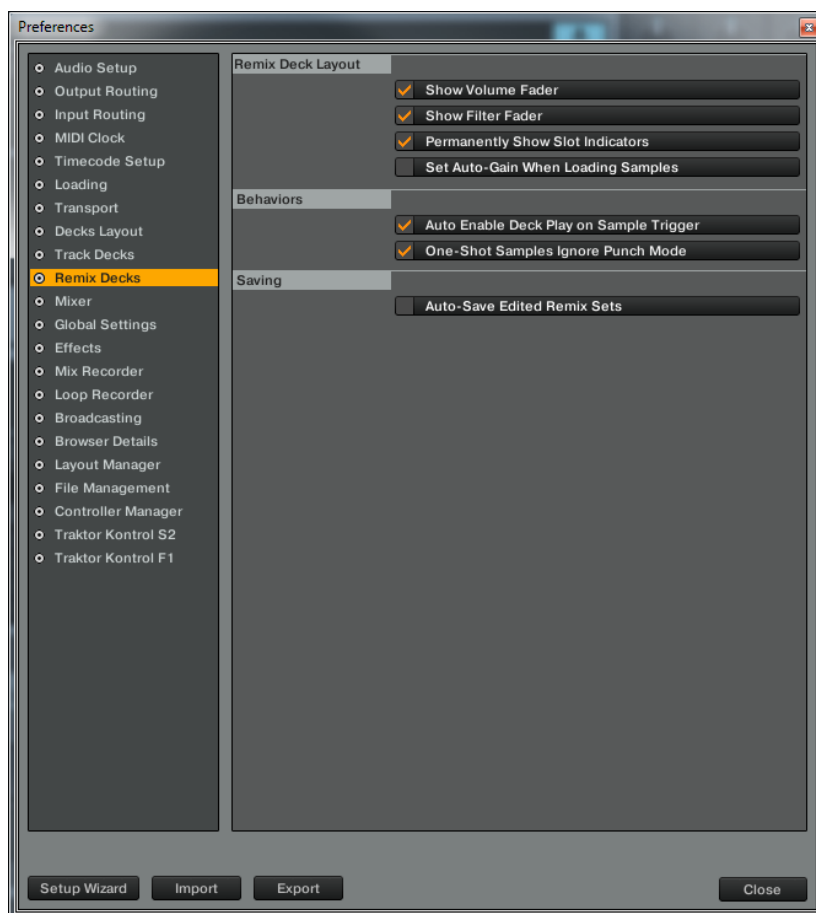 Preferences
Audio Setup
Output Routing
Input Routing
MIDI Clock
Timecode Setup
Loading
Transport
Decks Layout
Track Decks
Remix Decks
Mixer
Global Settings
Effects
Mix Recorder
Loop Recorder
Broadcasting
Browser Details
Layout Manager
File Management
Controller Manager
Traktor Kontrol S2
Traktor Kontrol F1
Remix Deck Layout
Show Volume Fader
Show Filter Fader
Permanently Show Slot Indicators
Set Auto-Gain When Loading Samples
Behaviors
Auto Enable Deck Play on Sample Trigger
One-Shot Samples Ignore Punch Mode
Saving
Auto-Save Edited Remix Sets
Setup Wizard
Import
Export
Close